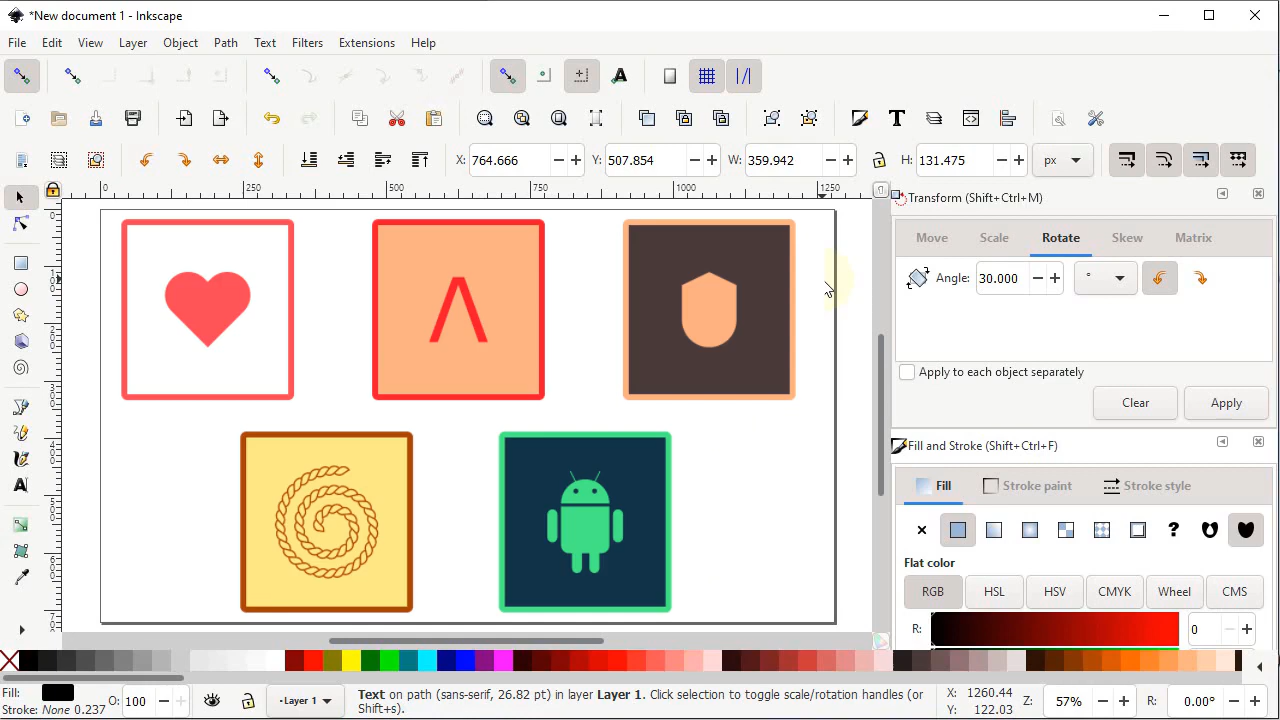 *New document 1 - Inkscape
File Edit View Layer Object Path Text Filters Extensions Help
X: 764.666 Y: 507.854 W: 359.942 H: 131.475 px
0 250 500 750 1000 1250
Transform (Shift+Ctrl+M)
Move Scale Rotate Skew Matrix
Angle: 30.000 °
Apply to each object separately
Clear Apply
Fill and Stroke (Shift+Ctrl+F)
Fill Stroke paint Stroke style
Flat color
RGB HSL HSV CMYK Wheel CMS
R: 0
Λ
Fill:
Stroke: None 0.237
O: 100
Layer 1
Text on path (sans-serif, 26.82 pt) in layer Layer 1. Click selection to toggle scale/rotation handles (or
Shift+s).
X: 1260.44
Y: 122.03
Z: 57%
R: 0.00°